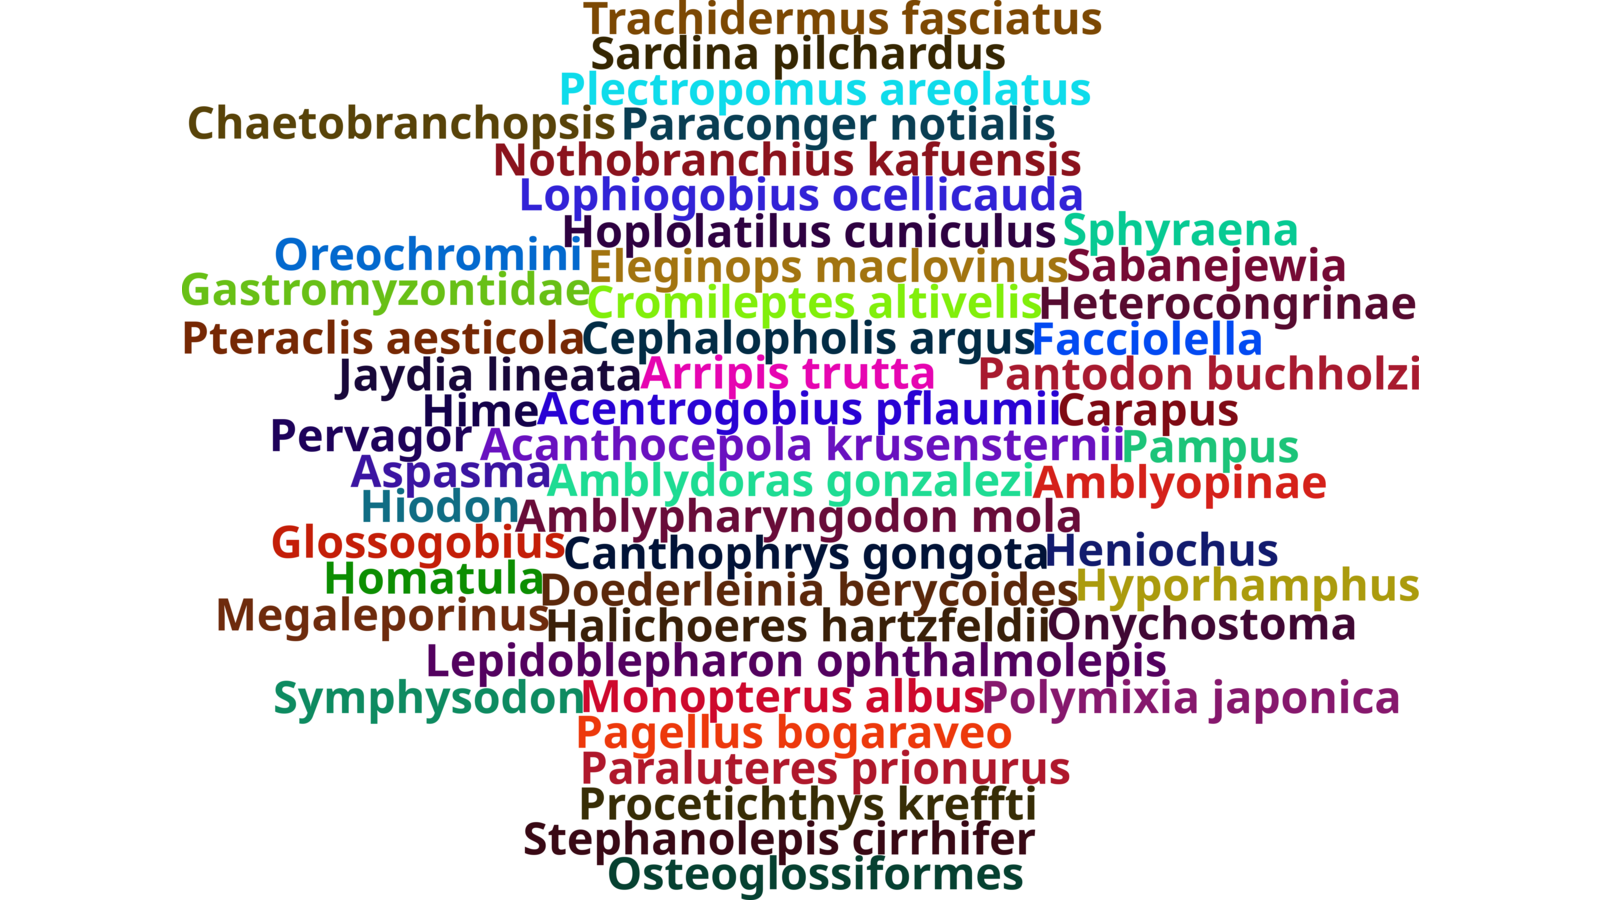 Trachidermus fasciatus
Sardina pilchardus
Plectropomus areolatus
Chaetobranchopsis Paraconger notialis
Nothobranchius kafuensis
Lophiogobius ocellicauda
Hoplolatilus cuniculus Sphyraena
Oreochromini Eleginops maclovinus Sabanejewia
Gastromyzontidae Cromileptes altivelis Heterocongrinae
Pteraclis aesticola Cephalopholis argus Facciolella
Jaydia lineata Arripis trutta Pantodon buchholzi
Hime Acentrogobius pflaumii Carapus
Pervagor Acanthocepola krusensternii Pampus
Aspasma Amblydoras gonzalezi Amblyopinae
Hiodon Amblypharyngodon mola
Glossogobius Canthophrys gongota Heniochus
Homatula Doederleinia berycoides Hyporhamphus
Megaleporinus Halichoeres hartzfeldii Onychostoma
Lepidoblepharon ophthalmolepis
Symphysodon Monopterus albus Polymixia japonica
Pagellus bogaraveo
Paraluteres prionurus
Procetichthys kreffti
Stephanolepis cirrhifer
Osteoglossiformes